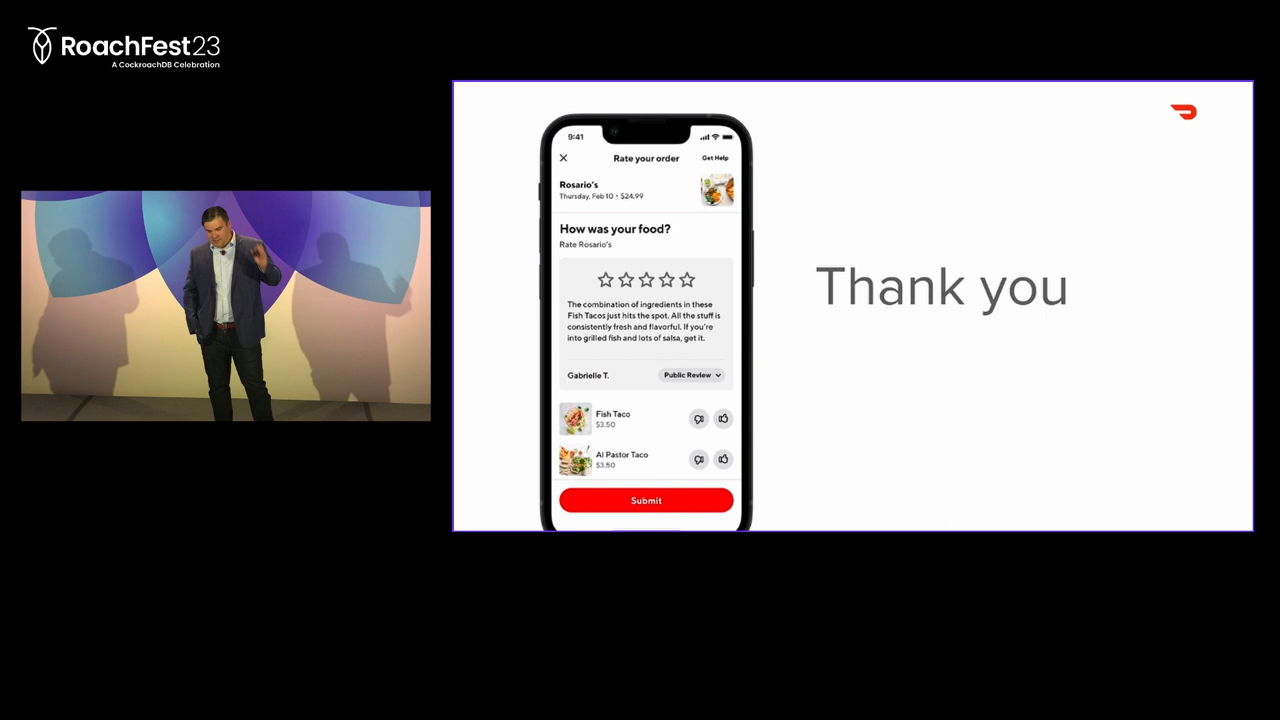 RoachFest23
A CockroachDB Celebration
9:41
Rate your order
Get Help
Rosario's
Thursday, Feb 10 • $24.99
How was your food?
Rate Rosario's
The combination of ingredients in these
Fish Tacos just hits the spot. All the stuff is
consistently fresh and flavorful. If you're
into grilled fish and lots of salsa, get it.
Gabrielle T.
Public Review
Fish Taco
$3.50
Al Pastor Taco
$3.50
Submit
Thank you